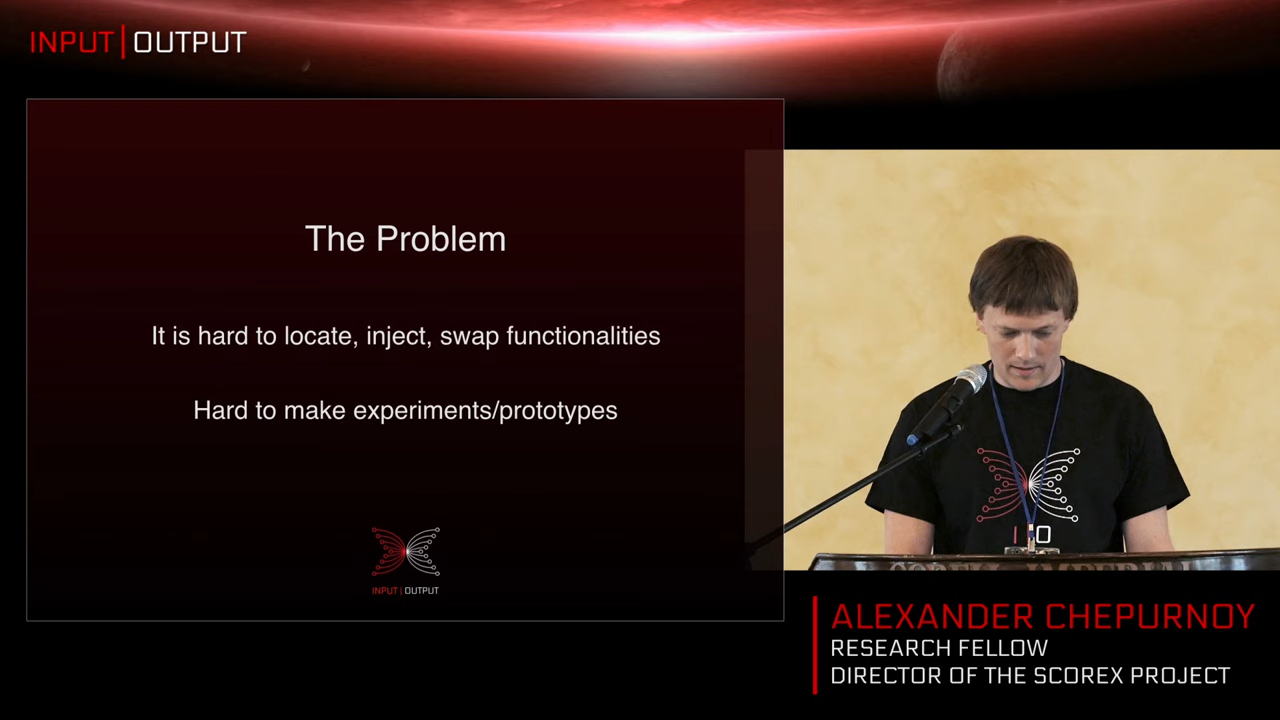 INPUT | OUTPUT
The Problem
It is hard to locate, inject, swap functionalities
Hard to make experiments/prototypes
INPUT | OUTPUT
I O
ALEXANDER CHEPURNOY
RESEARCH FELLOW
DIRECTOR OF THE SCOREX PROJECT